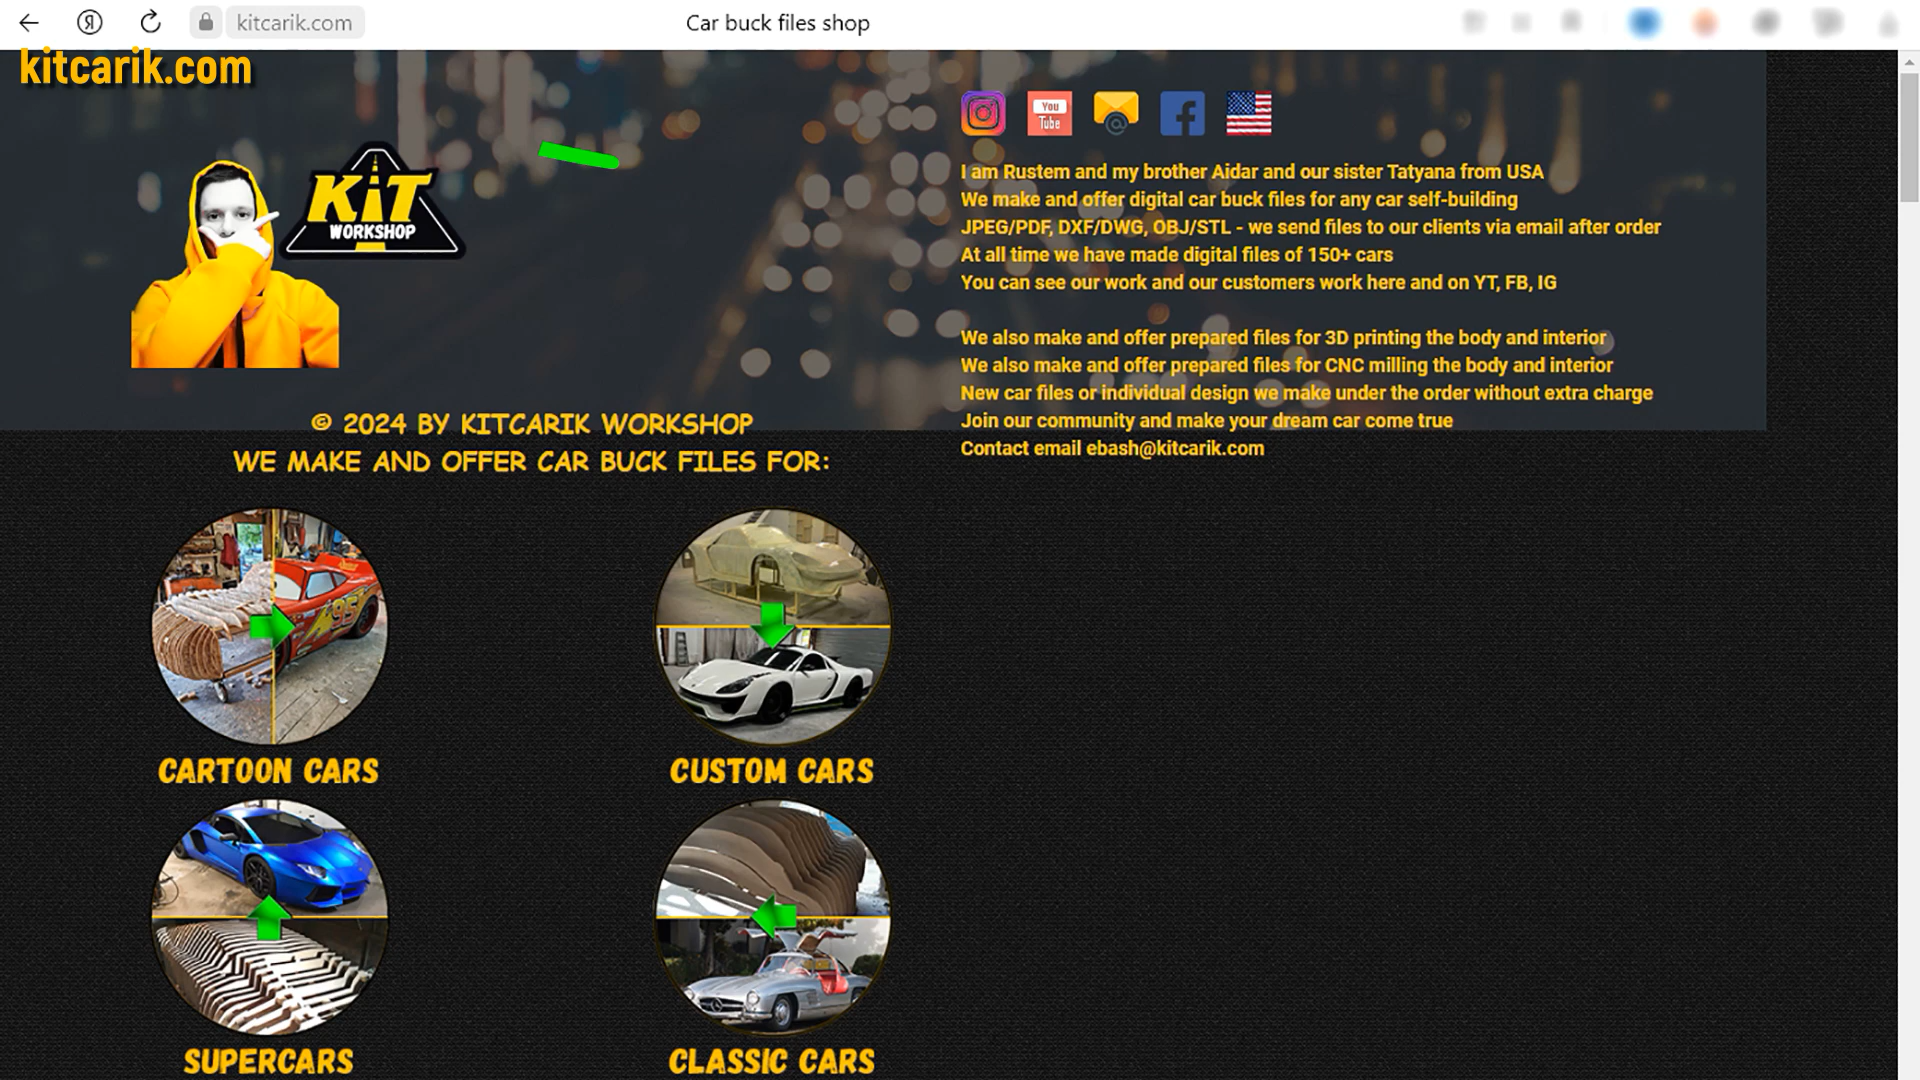 kitcarik.com
Car buck files shop
kitcarik.com
You
Tube
I am Rustem and my brother Aidar and our sister Tatyana from USA
We make and offer digital car buck files for any car self-building
JPEG/PDF, DXF/DWG, OBJ/STL - we send files to our clients via email after order
At all time we have made digital files of 150+ cars
You can see our work and our customers work here and on YT, FB, IG
We also make and offer prepared files for 3D printing the body and interior
We also make and offer prepared files for CNC milling the body and interior
New car files or individual design we make under the order without extra charge
Join our community and make your dream car come true
Contact email ebash@kitcarik.com
KIT
WORKSHOP
© 2024 BY KITCARIK WORKSHOP
WE MAKE AND OFFER CAR BUCK FILES FOR:
95
CARTOON CARS
CUSTOM CARS
SUPERCARS
CLASSIC CARS